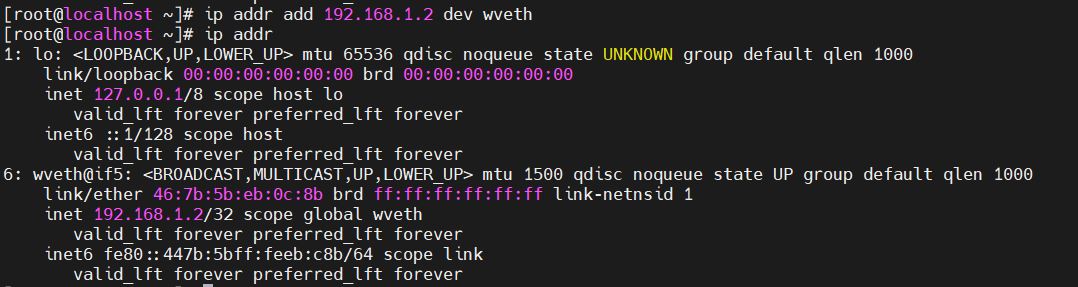 [root@localhost ~]# ip addr add 192.168.1.2 dev wveth
[root@localhost ~]# ip addr
1: lo: <LOOPBACK,UP,LOWER_UP> mtu 65536 qdisc noqueue state UNKNOWN group default qlen 1000
    link/loopback 00:00:00:00:00:00 brd 00:00:00:00:00:00
    inet 127.0.0.1/8 scope host lo
       valid_lft forever preferred_lft forever
    inet6 ::1/128 scope host
       valid_lft forever preferred_lft forever
6: wveth@if5: <BROADCAST,MULTICAST,UP,LOWER_UP> mtu 1500 qdisc noqueue state UP group default qlen 1000
    link/ether 46:7b:5b:eb:0c:8b brd ff:ff:ff:ff:ff:ff link-netnsid 1
    inet 192.168.1.2/32 scope global wveth
       valid_lft forever preferred_lft forever
    inet6 fe80::447b:5bff:feeb:c8b/64 scope link
       valid_lft forever preferred_lft forever